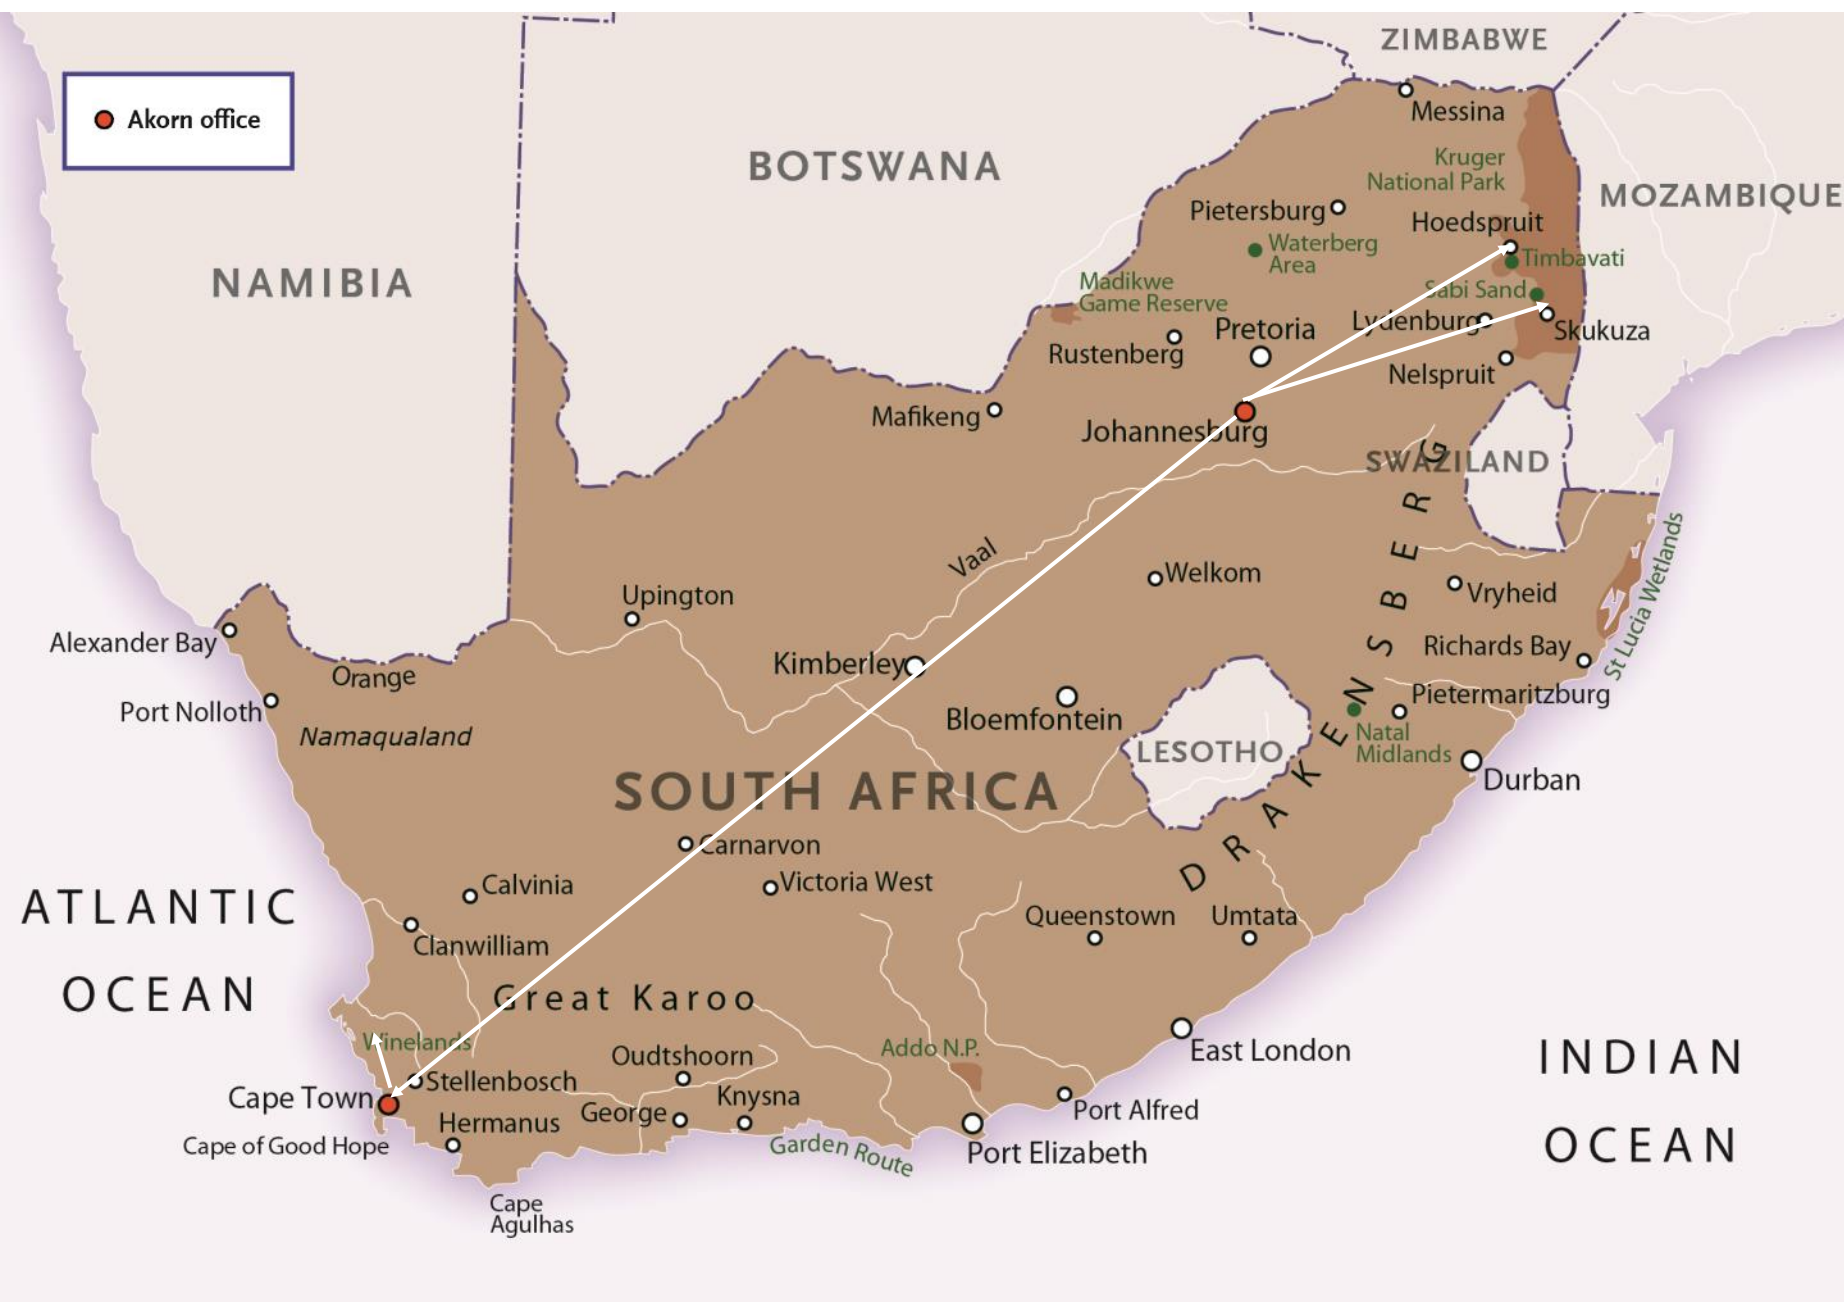 ZIMBABWE
Akorn office
Messina
BOTSWANA
Kruger
National Park
MOZAMBIQUE
Pietersburg
Hoedspruit
Waterberg
Area
Timbavati
NAMIBIA
Madikwe
Game Reserve
Sabi Sand
Lydenburg
Skukuza
Pretoria
Rustenberg
Nelspruit
Mafikeng
Johannesburg
SWAZILAND
Vaal
Welkom
Upington
Vryheid
St Lucia Wetlands
Alexander Bay
Orange
Kimberley
Richards Bay
Port Nolloth
Namaqualand
Bloemfontein
Pietermaritzburg
LESOTHO
Natal
Midlands
DRAKENSBERG
Durban
SOUTH AFRICA
Carnarvon
Calvinia
Victoria West
ATLANTIC
OCEAN
Clanwilliam
Queenstown
Umtata
Great Karoo
Winelands
Oudtshoorn
Addo N.P.
East London
INDIAN
OCEAN
Stellenbosch
Cape Town
Knysna
Hermanus
George
Port Alfred
Cape of Good Hope
Garden Route
Port Elizabeth
Cape
Agulhas